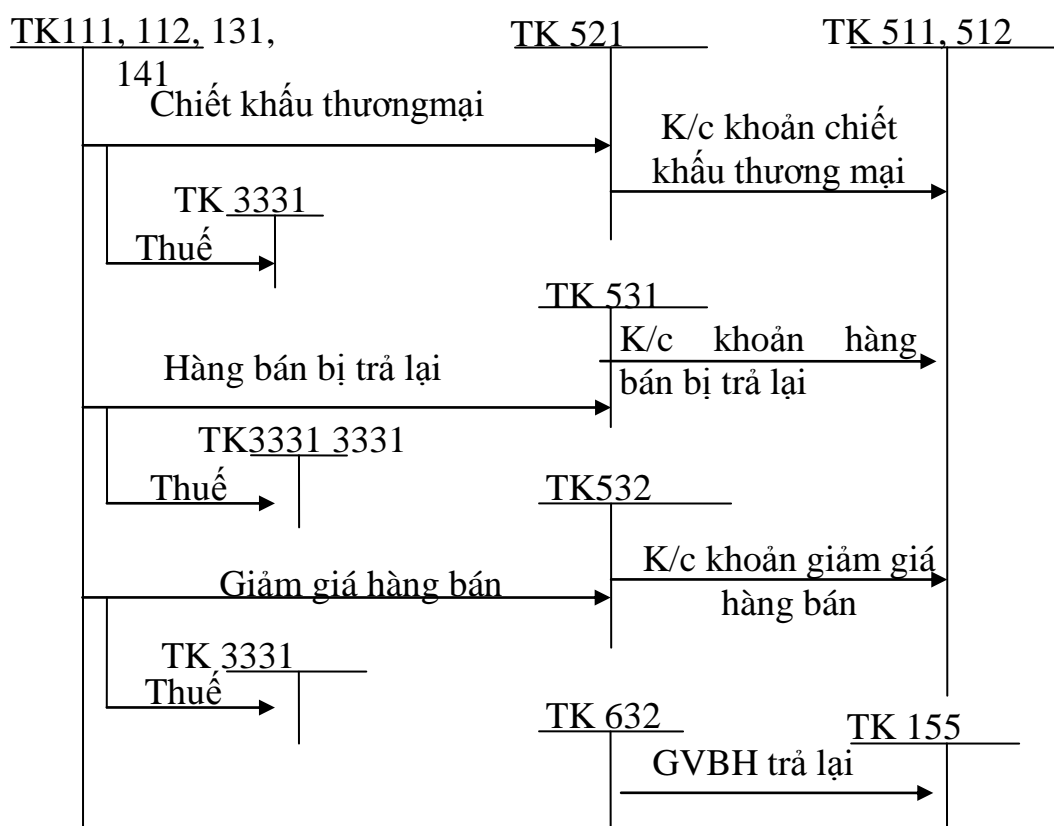 TK111, 112, 131,
141
TK 521
TK 511, 512
Chiết khấu thươngmại
K/c khoản chiết
khấu thương mại
TK 3331
Thuế
TK 531
K/c khoản hàng
bán bị trả lại
Hàng bán bị trả lại
TK3331 3331
Thuế
TK532
K/c khoản giảm giá
hàng bán
Giảm giá hàng bán
TK 3331
Thuế
TK 632
TK 155
GVBH trả lại